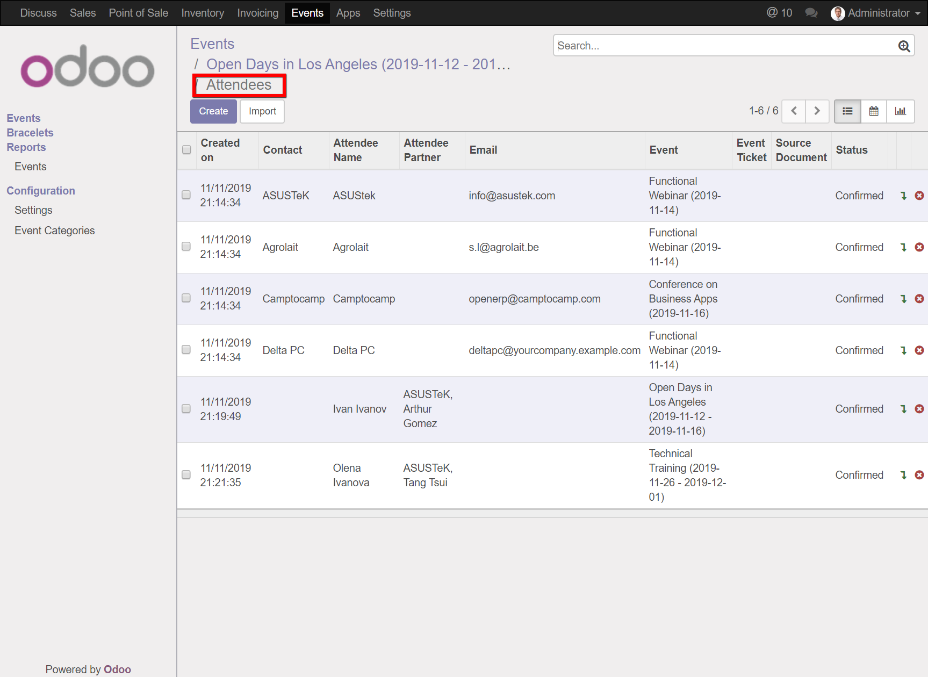 Discuss Sales Point of Sale Inventory Invoicing Events Apps Settings @ 10 Administrator
odoo
Events
Bracelets
Reports
Events
Configuration
Settings
Event Categories
Powered by Odoo
Events
/ Open Days in Los Angeles (2019-11-12 - 201...
/ Attendees
Search...
Create Import
1-6 / 6
Created on Contact Attendee Name Attendee Partner Email Event Event Ticket Source Document Status
11/11/2019 21:14:34 ASUSTeK ASUStek info@asustek.com Functional Webinar (2019-11-14) Confirmed
11/11/2019 21:14:34 Agrolait Agrolait s.l@agrolait.be Functional Webinar (2019-11-14) Confirmed
11/11/2019 21:14:34 Camptocamp Camptocamp openerp@camptocamp.com Conference on Business Apps (2019-11-16) Confirmed
11/11/2019 21:14:34 Delta PC Delta PC deltapc@yourcompany.example.com Functional Webinar (2019-11-14) Confirmed
11/11/2019 21:19:49 Ivan Ivanov ASUSTeK, Arthur Gomez Open Days in Los Angeles (2019-11-12 - 2019-11-16) Confirmed
11/11/2019 21:21:35 Olena Ivanova ASUSTeK, Tang Tsui Technical Training (2019-11-26 - 2019-12-01) Confirmed